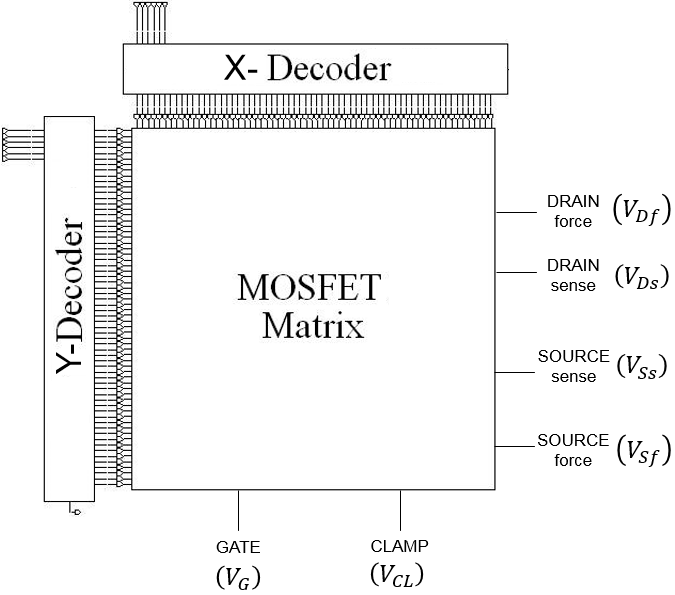 X- Decoder
Y-Decoder
MOSFET
Matrix
DRAIN
force
(V_{Df})
DRAIN
sense
(V_{Ds})
SOURCE
sense
(V_{Ss})
SOURCE
force
(V_{Sf})
GATE
(V_G)
CLAMP
(V_{CL})